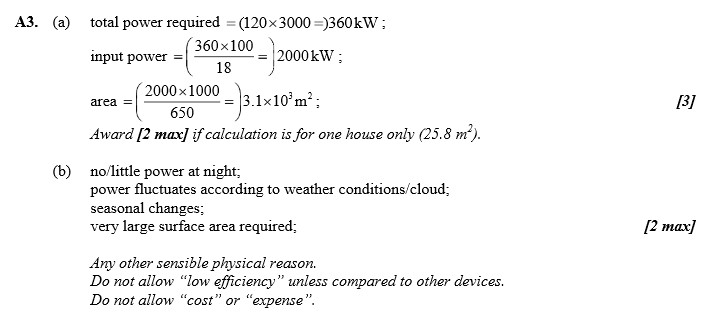 A3. (a) total power required = (120×3000 =)360 kW ;
input power = (360×100 / 18 =) 2000 kW ;
area = (2000×1000 / 650 =) 3.1×10³ m² ; [3]
Award [2 max] if calculation is for one house only (25.8 m²).
(b) no/little power at night;
power fluctuates according to weather conditions/cloud;
seasonal changes;
very large surface area required; [2 max]
Any other sensible physical reason.
Do not allow “low efficiency” unless compared to other devices.
Do not allow “cost” or “expense”.